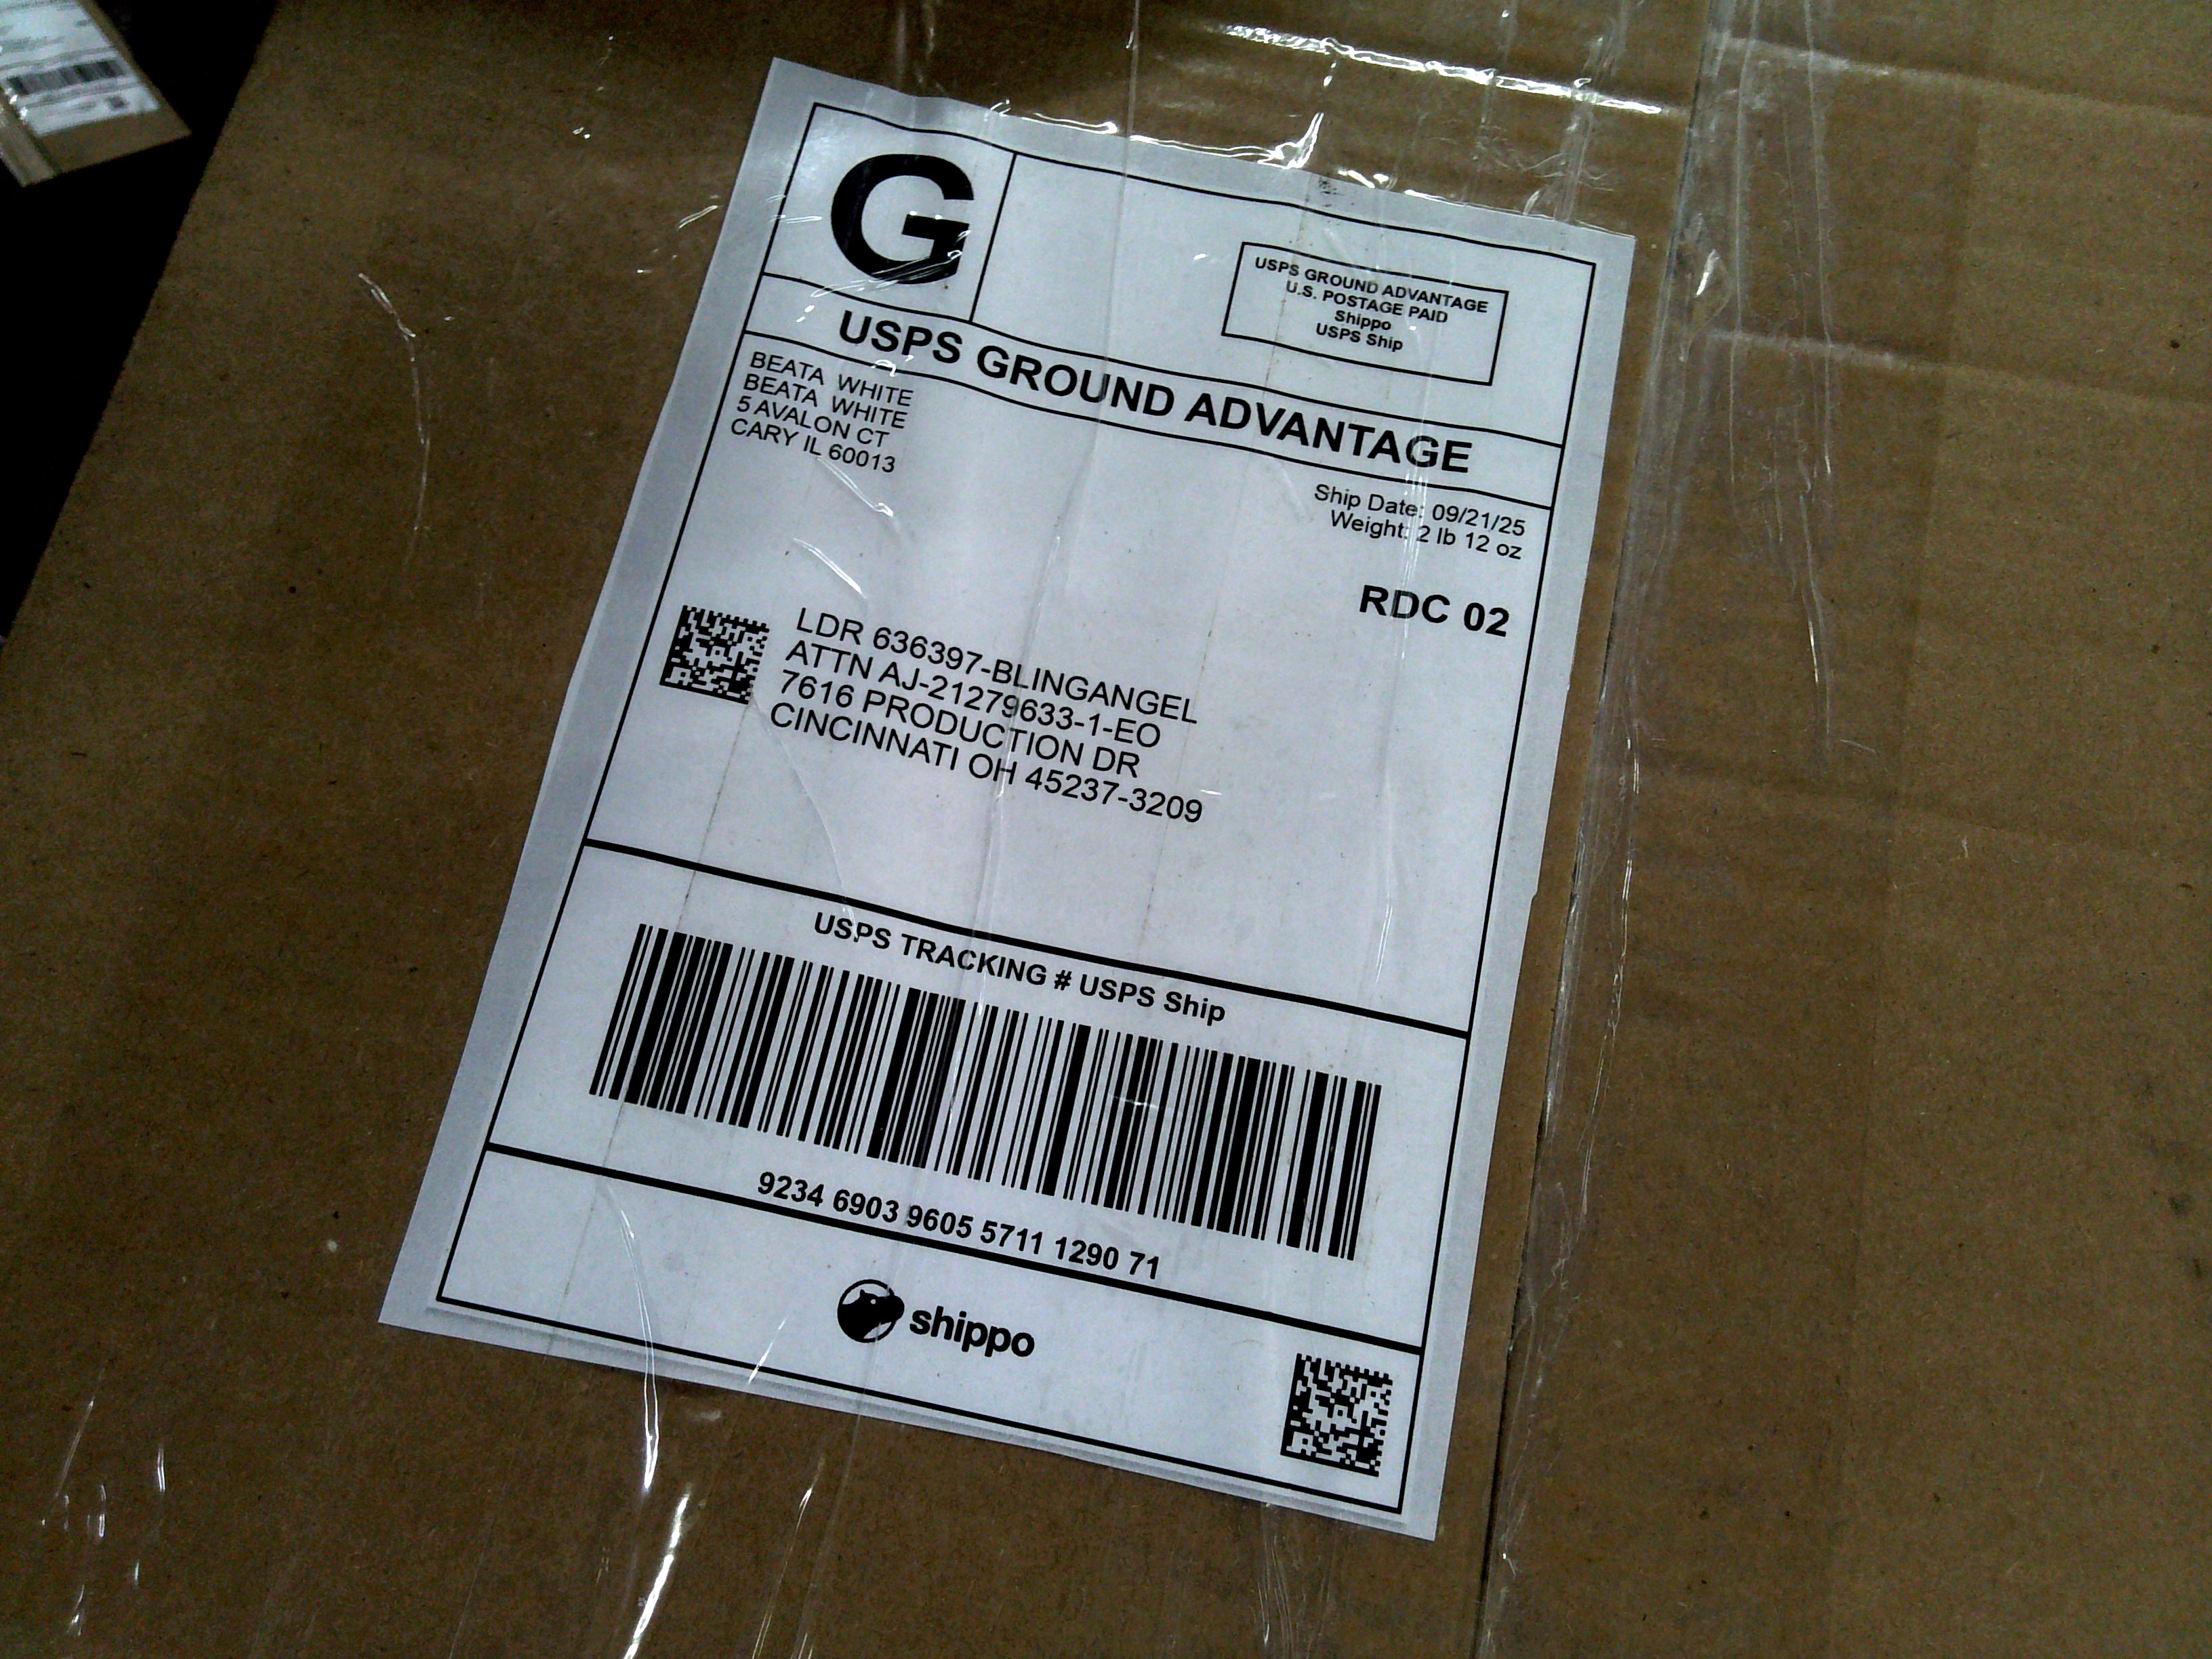 G
USPS GROUND ADVANTAGE
U.S. POSTAGE PAID
Shippo
USPS Ship
USPS GROUND ADVANTAGE
BEATA WHITE
BEATA WHITE
5 AVALON CT
CARY IL 60013
Ship Date: 09/21/25
Weight: 2 lb 12 oz
RDC 02
LDR 636397-BLINGANGEL
ATTN AJ-21279633-1-EO
7616 PRODUCTION DR
CINCINNATI OH 45237-3209
USPS TRACKING # USPS Ship
9234 6903 9605 5711 1290 71
shippo